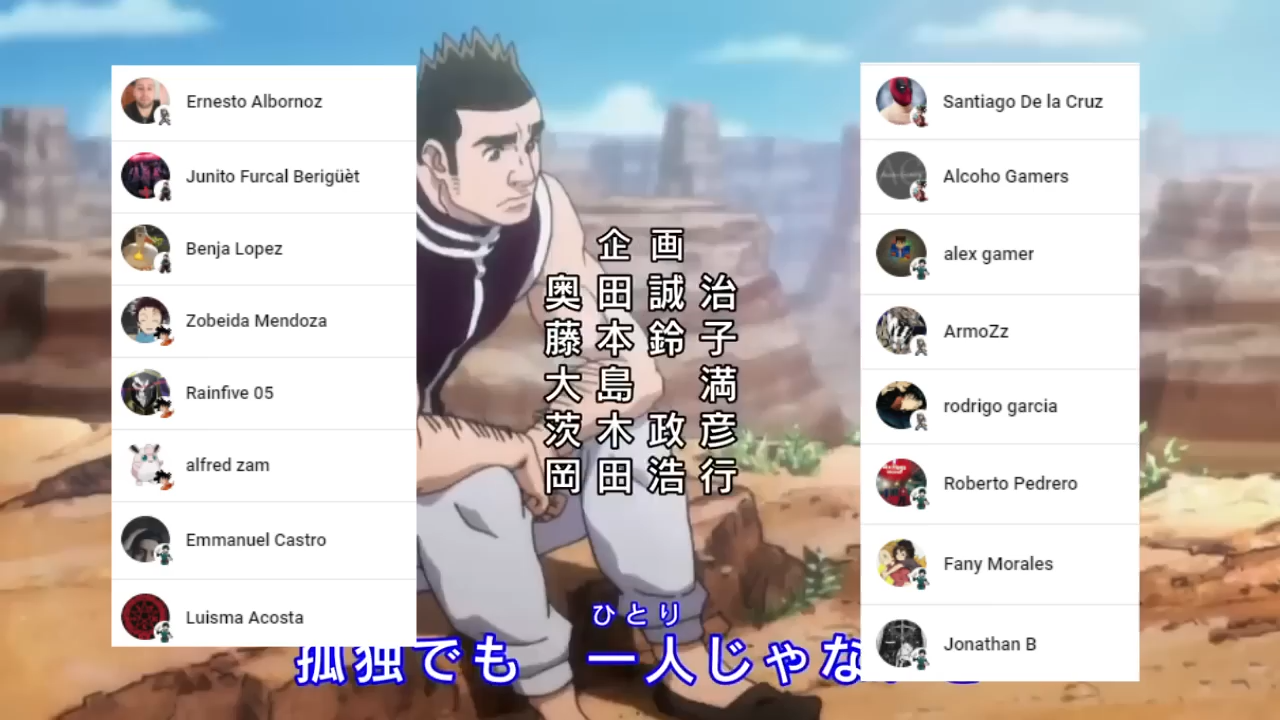 Ernesto Albornoz
Junito Furcal Berigüèt
Benja Lopez
Zobeida Mendoza
Rainfive 05
alfred zam
Emmanuel Castro
Luisma Acosta
企画
奥田誠治
藤本鈴子
大島満
茨木政彦
岡田浩行
ひとり
孤独でも 一人じゃな
Santiago De la Cruz
Alcoho Gamers
alex gamer
ArmoZz
rodrigo garcia
Roberto Pedrero
Fany Morales
Jonathan B